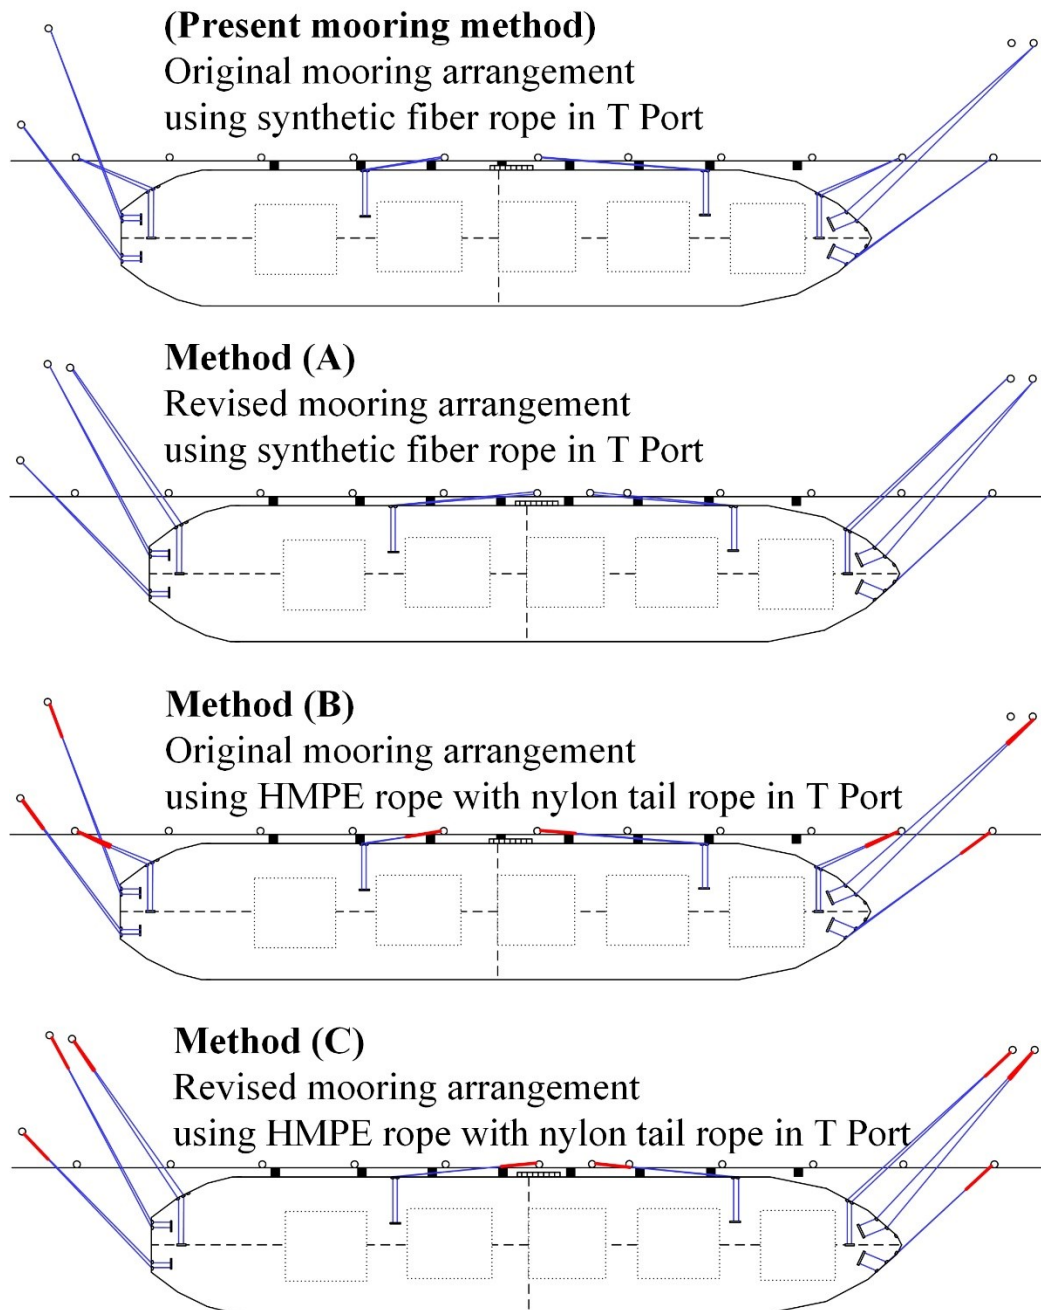 (Present mooring method)
Original mooring arrangement
using synthetic fiber rope in T Port
Method (A)
Revised mooring arrangement
using synthetic fiber rope in T Port
Method (B)
Original mooring arrangement
using HMPE rope with nylon tail rope in T Port
Method (C)
Revised mooring arrangement
using HMPE rope with nylon tail rope in T Port